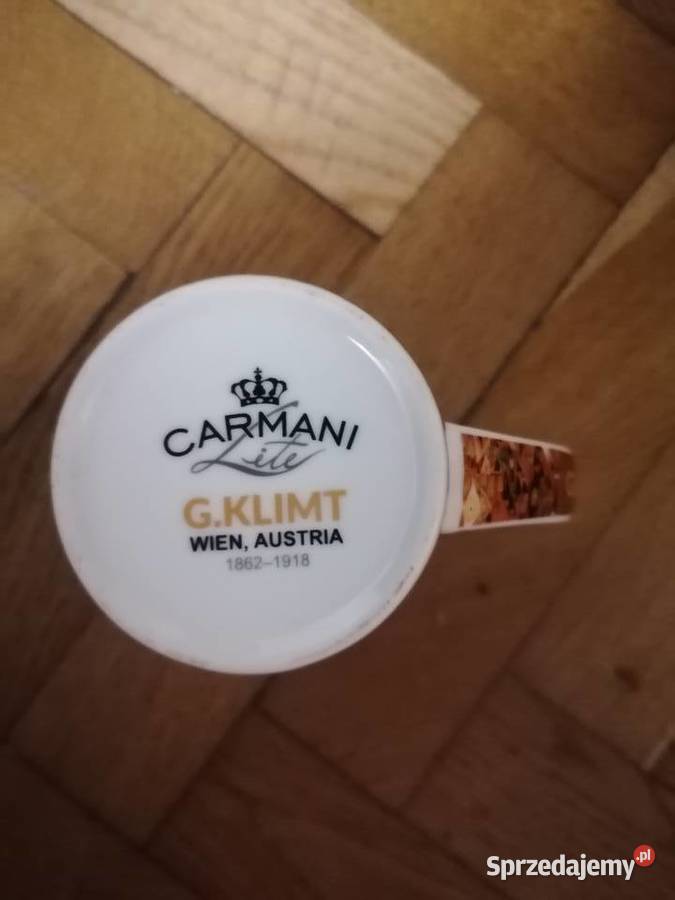 CARMANI
Lite
G.KLIMT
WIEN, AUSTRIA
1862–1918
Sprzedajemy.pl